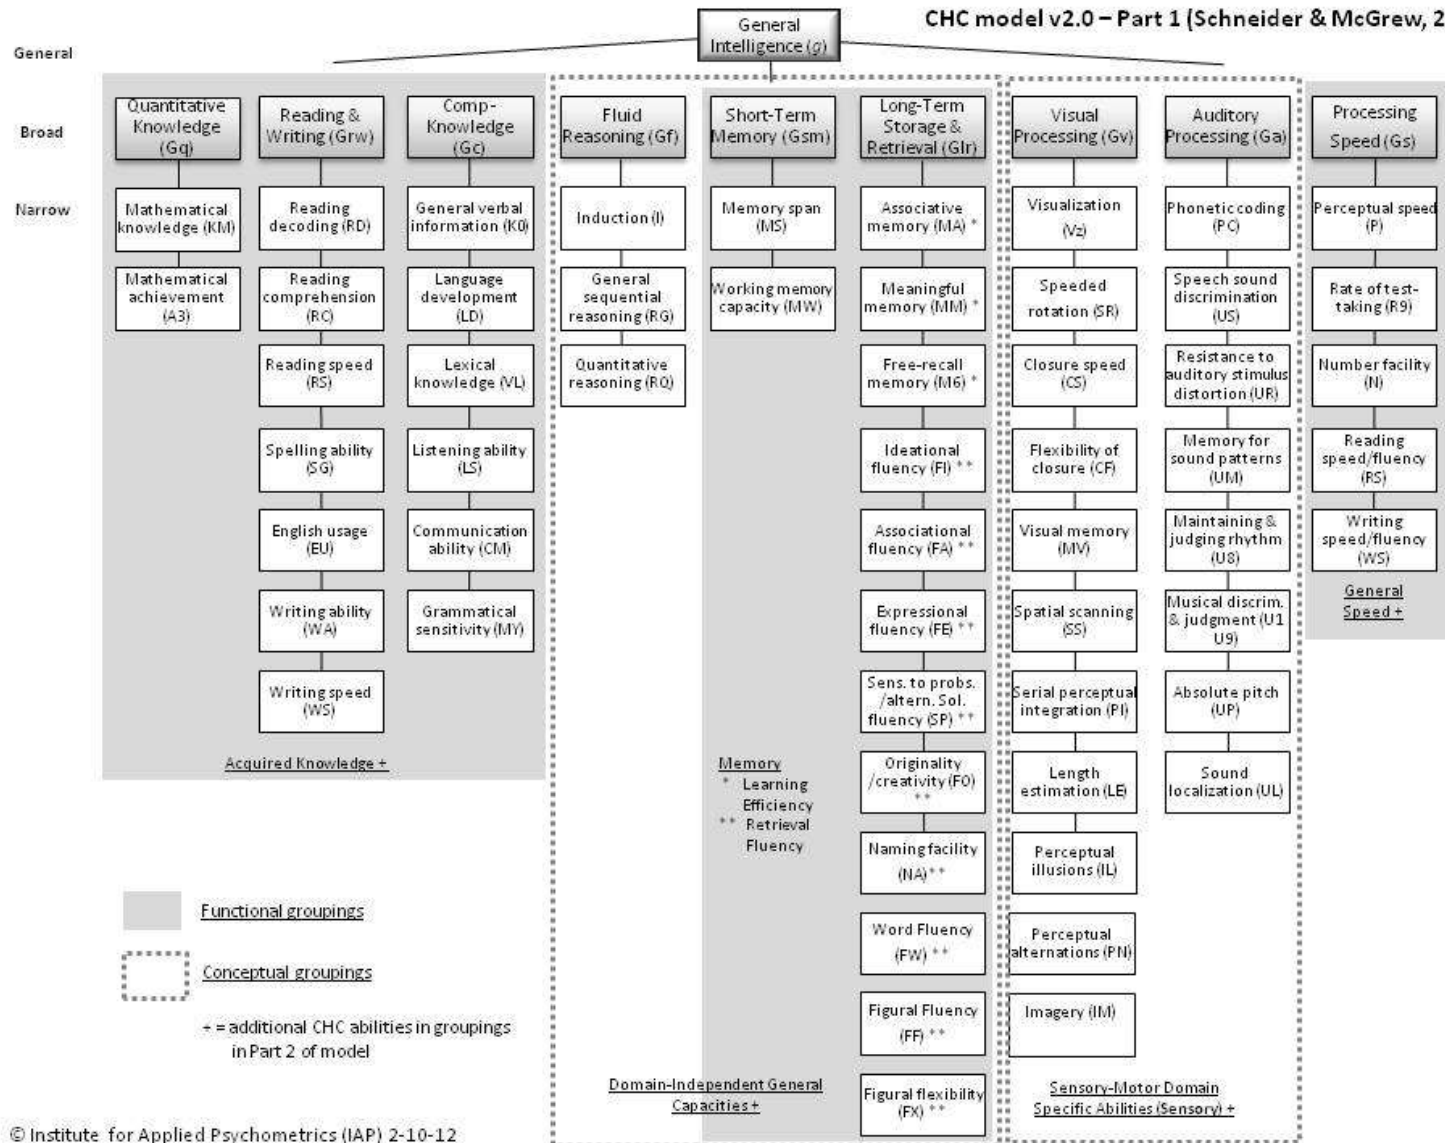 CHC model v2.0 – Part 1 (Schneider & McGrew, 2
General
Intelligence (g)
General
Broad
Narrow
Quantitative
Knowledge
(Gq)
Mathematical
knowledge (KM)
Mathematical
achievement
(A3)
Reading &
Writing (Grw)
Reading
decoding (RD)
Reading
comprehension
(RC)
Reading speed
(RS)
Spelling ability
(SG)
English usage
(EU)
Writing ability
(WA)
Writing speed
(WS)
Comp-
Knowledge
(Gc)
General verbal
information (K0)
Language
development
(LD)
Lexical
knowledge (VL)
Listening ability
(LS)
Communication
ability (CM)
Grammatical
sensitivity (MY)
Acquired Knowledge +
Fluid
Reasoning (Gf)
Induction (I)
General
sequential
reasoning (RG)
Quantitative
reasoning (RQ)
Short-Term
Memory (Gsm)
Memory span
(MS)
Working memory
capacity (MW)
Memory
* Learning
Efficiency
** Retrieval
Fluency
Long-Term
Storage &
Retrieval (Glr)
Associative
memory (MA) *
Meaningful
memory (MM) *
Free-recall
memory (M6) *
Ideational
fluency (FI) **
Associational
fluency (FA) **
Expressional
fluency (FE) **
Sens. to probs.
/altern. Sol.
fluency (SP) **
Originality
/creativity (FO)
**
Naming facility
(NA) **
Word Fluency
(FW) **
Figural Fluency
(FF) **
Figural flexibility
(FX) **
Domain-Independent General
Capacities +
Visual
Processing (Gv)
Visualization
(Vz)
Speeded
rotation (SR)
Closure speed
(CS)
Flexibility of
closure (CF)
Visual memory
(MV)
Spatial scanning
(SS)
Serial perceptual
integration (PI)
Length
estimation (LE)
Perceptual
illusions (IL)
Perceptual
alternations (PN)
Imagery (IM)
Auditory
Processing (Ga)
Phonetic coding
(PC)
Speech sound
discrimination
(US)
Resistance to
auditory stimulus
distortion (UR)
Memory for
sound patterns
(UM)
Maintaining &
judging rhythm
(U8)
Musical discrim.
& judgment (U1
U9)
Absolute pitch
(UP)
Sound
localization (UL)
Sensory-Motor Domain
Specific Abilities (Sensory) +
Processing
Speed (Gs)
Perceptual speed
(P)
Rate of test-
taking (R9)
Number facility
(N)
Reading
speed/fluency
(RS)
Writing
speed/fluency
(WS)
General
Speed +
Functional groupings
Conceptual groupings
+ = additional CHC abilities in groupings
in Part 2 of model
© Institute for Applied Psychometrics (IAP) 2-10-12